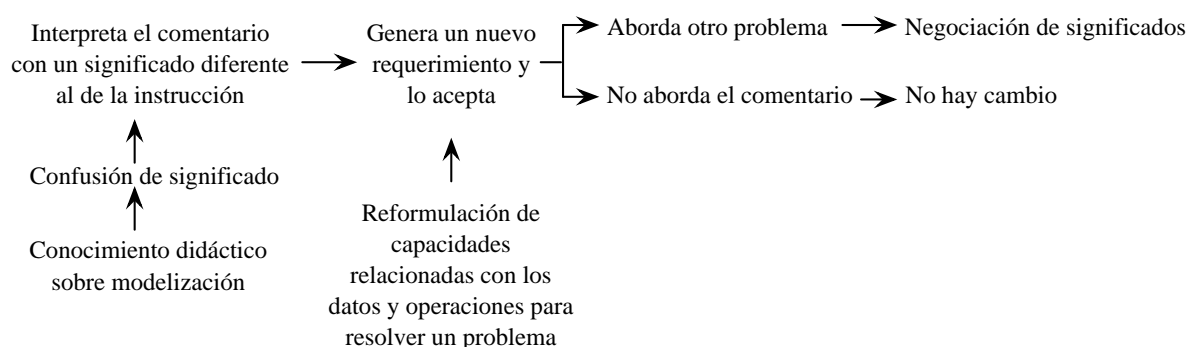 Interpreta el comentario
con un significado diferente
al de la instrucción
Genera un nuevo
requerimiento y
lo acepta
Aborda otro problema
Negociación de significados
No aborda el comentario
No hay cambio
Confusión de significado
Conocimiento didáctico
sobre modelización
Reformulación de
capacidades
relacionadas con los
datos y operaciones para
resolver un problema